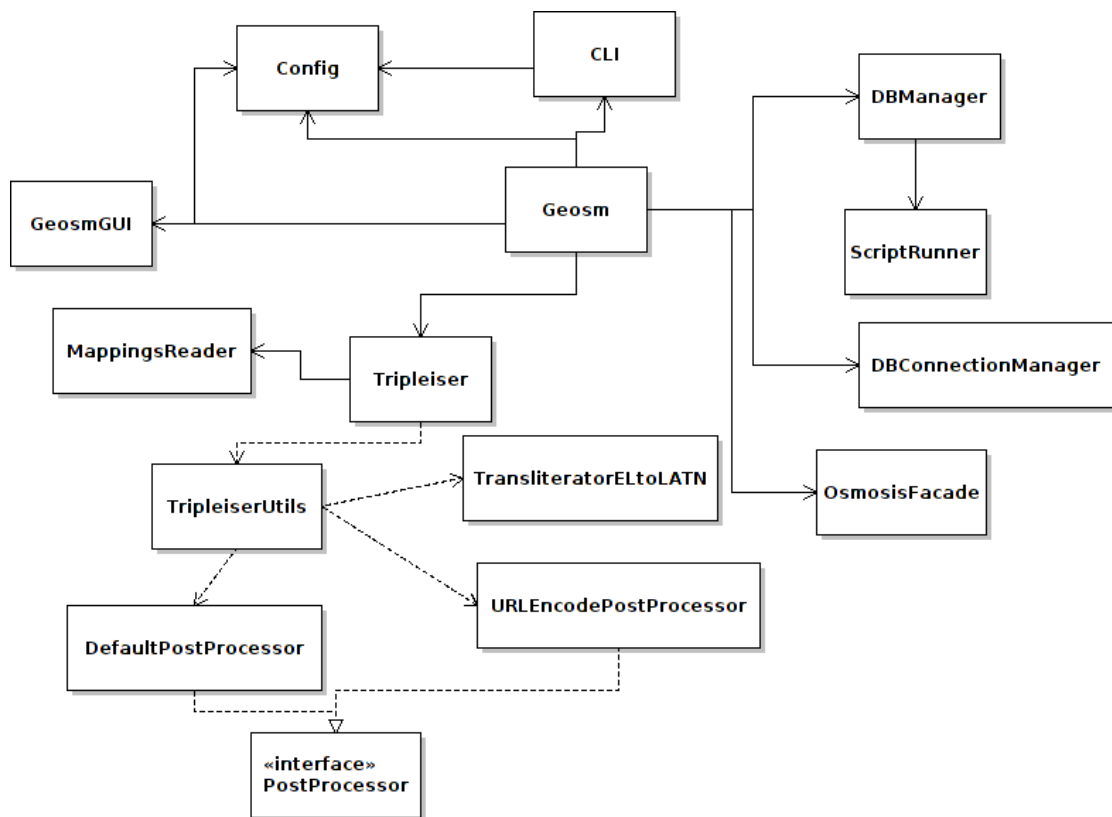 Config
CLI
DBManager
GeosmGUI
Geosm
ScriptRunner
MappingsReader
Tripleiser
DBConnectionManager
TripleiserUtils
TransliteratorELtoLATN
OsmosisFacade
DefaultPostProcessor
URLEncodePostProcessor
«interface»
PostProcessor